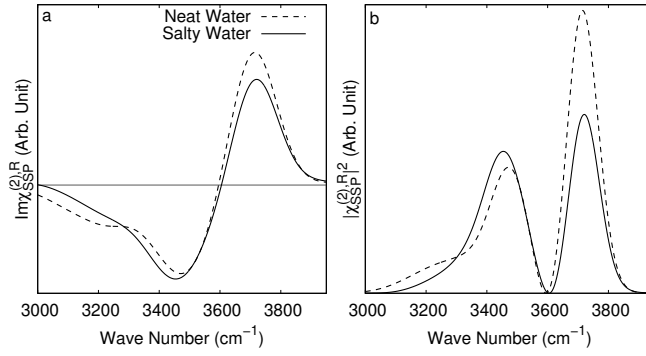 a
Neat Water
Salty Water
Imχ(2),R SSP (Arb. Unit)
3000 3200 3400 3600 3800
Wave Number (cm−1)
b
|χ(2),R SSP|2 (Arb. Unit)
3000 3200 3400 3600 3800
Wave Number (cm−1)